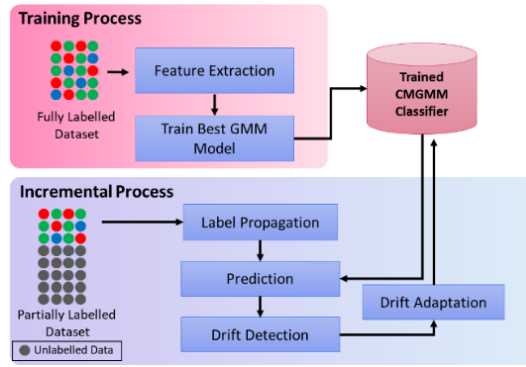 Training Process
Feature Extraction
Fully Labelled
Dataset
Train Best GMM
Model
Trained
CMGMM
Classifier
Incremental Process
Label Propagation
Prediction
Drift Adaptation
Drift Detection
Partially Labelled
Dataset
Unlabelled Data